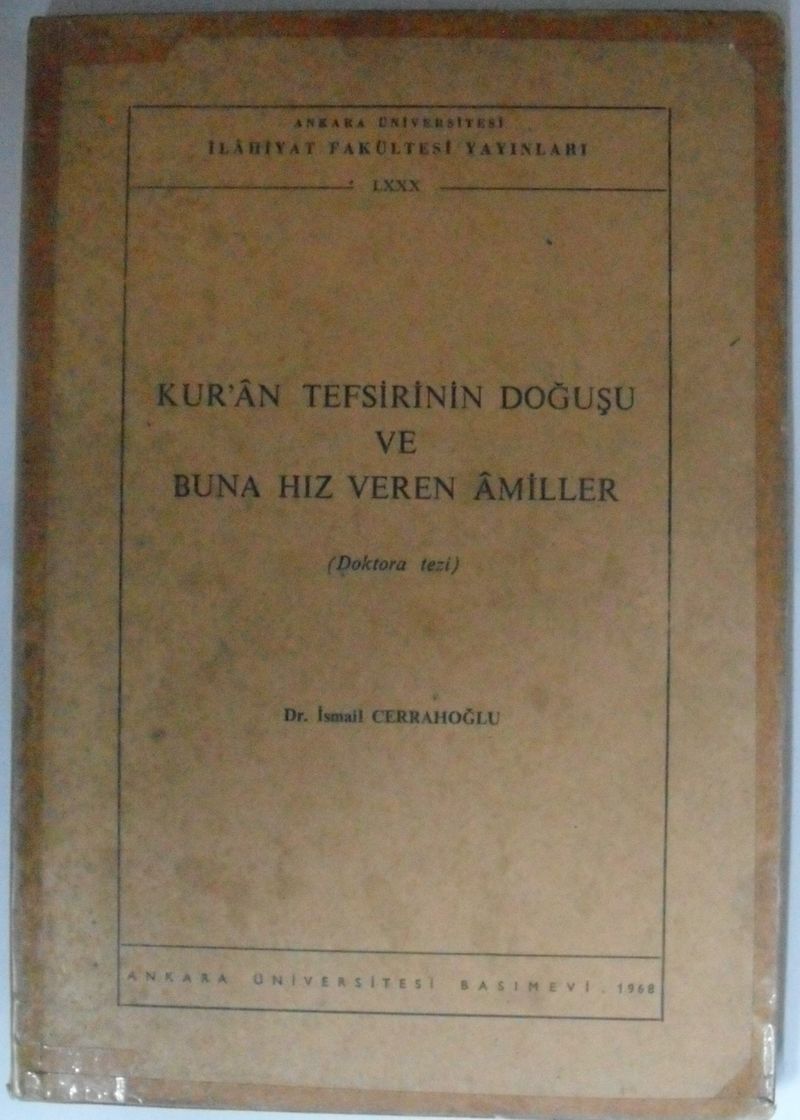 ANKARA ÜNİVERSİTESİ
İLÂHİYAT FAKÜLTESİ YAYINLARI
LXXX
KUR'ÂN TEFSİRİNİN DOĞUŞU
VE
BUNA HIZ VEREN ÂMİLLER
(Doktora tezi)
Dr. İsmail CERRAHOĞLU
ANKARA ÜNİVERSİTESİ BASIMEVİ . 1968